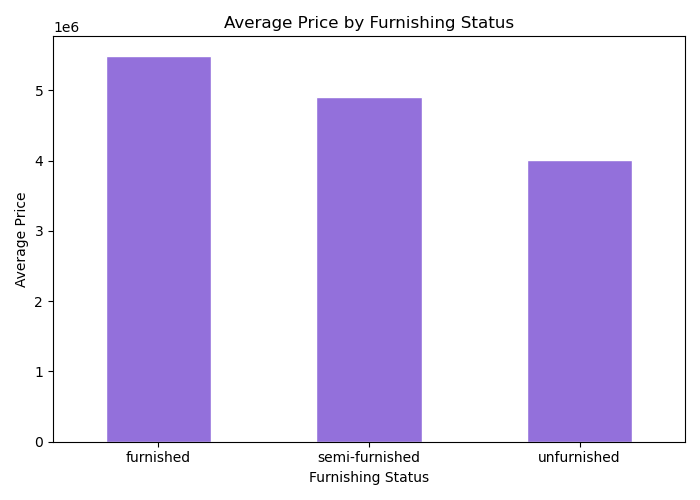 Average Price by Furnishing Status
1e6
5
4
3
2
1
0
Average Price
furnished
semi-furnished
unfurnished
Furnishing Status